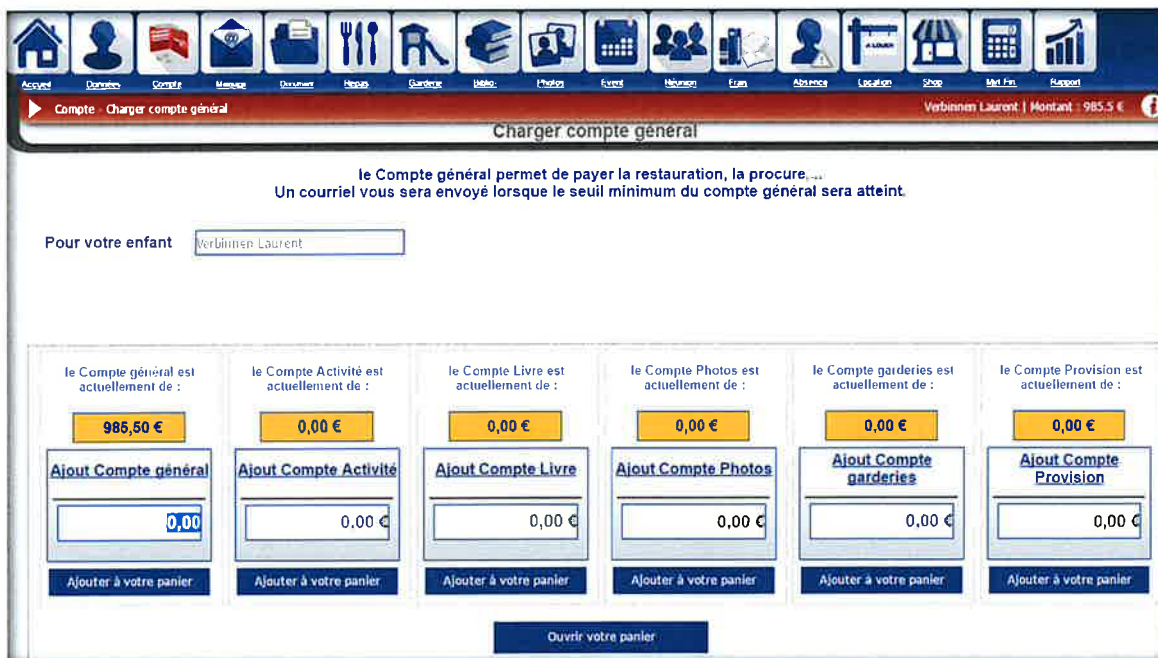 A LOUER
Accueil Données Compte Message Document Repas Garderie Biblio- Photos Event Réunion Fran Absence Location Shop Mvt Fin. Rapport
Compte - Charger compte général
Verbinnen Laurent | Montant : 985.5 €
Charger compte général
le Compte général permet de payer la restauration, la procure,...
Un courriel vous sera envoyé lorsque le seuil minimum du compte général sera atteint.
Pour votre enfant Verbinnen Laurent
le Compte général est
actuellement de :
985,50 €
Ajout Compte général
0,00
Ajouter à votre panier
le Compte Activité est
actuellement de :
0,00 €
Ajout Compte Activité
0,00 €
Ajouter à votre panier
le Compte Livre est
actuellement de :
0,00 €
Ajout Compte Livre
0,00 €
Ajouter à votre panier
le Compte Photos est
actuellement de :
0,00 €
Ajout Compte Photos
0,00 €
Ajouter à votre panier
le Compte garderies est
actuellement de :
0,00 €
Ajout Compte
garderies
0,00 €
Ajouter à votre panier
le Compte Provision est
actuellement de :
0,00 €
Ajout Compte
Provision
0,00 €
Ajouter à votre panier
Ouvrir votre panier